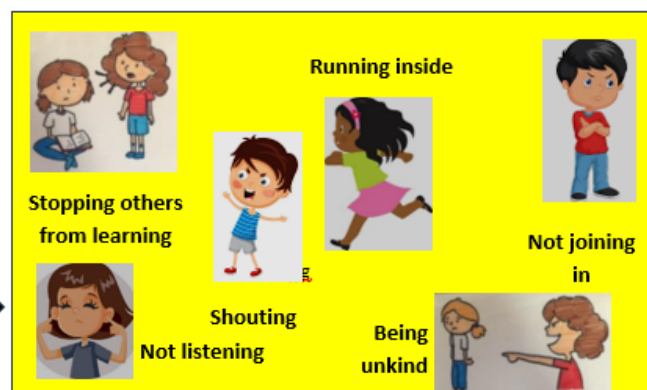 Running inside
Stopping others
from learning
Not joining
in
Shouting
Not listening
Being
unkind